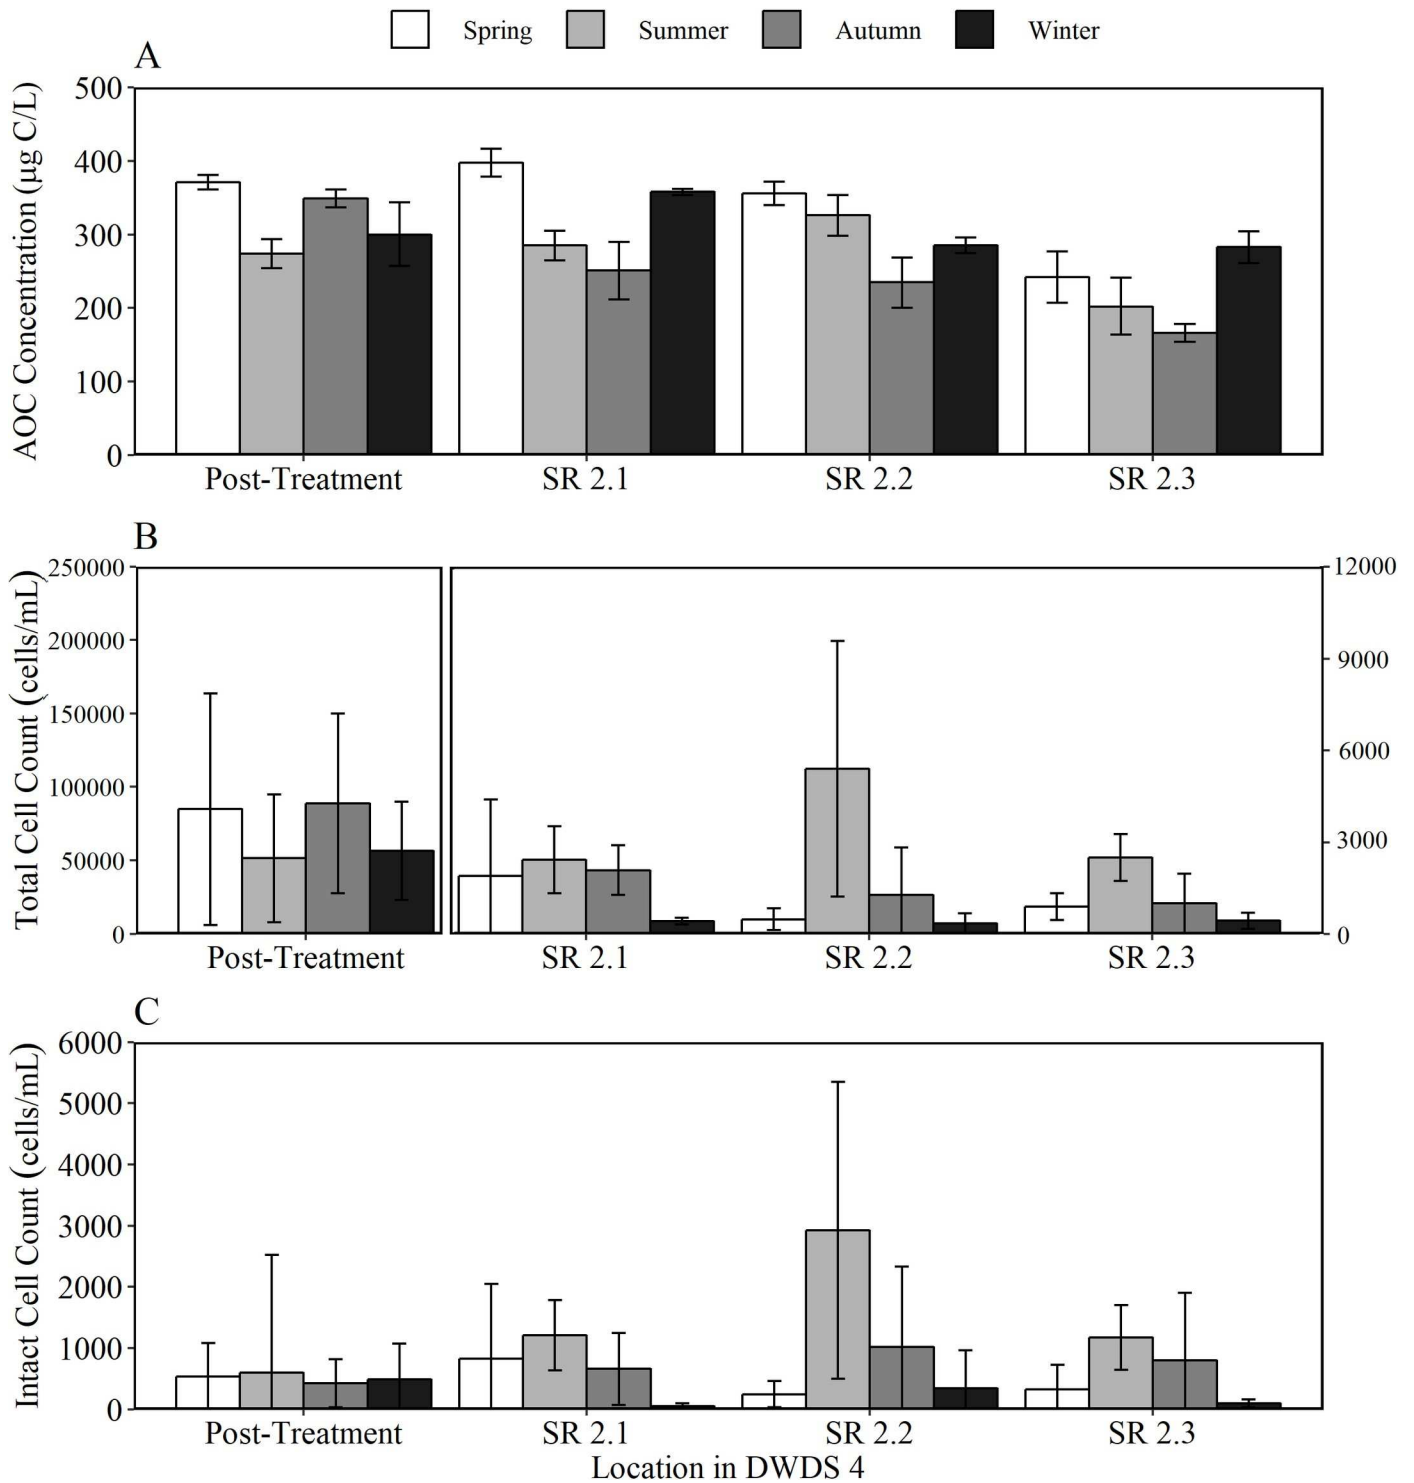 Spring Summer Autumn Winter
A
AOC Concentration (µg C/L)
500
400
300
200
100
0
Post-Treatment SR 2.1 SR 2.2 SR 2.3
B
Total Cell Count (cells/mL)
250000
200000
150000
100000
50000
0
12000
9000
6000
3000
0
Post-Treatment SR 2.1 SR 2.2 SR 2.3
C
Intact Cell Count (cells/mL)
6000
5000
4000
3000
2000
1000
0
Post-Treatment SR 2.1 SR 2.2 SR 2.3
Location in DWDS 4